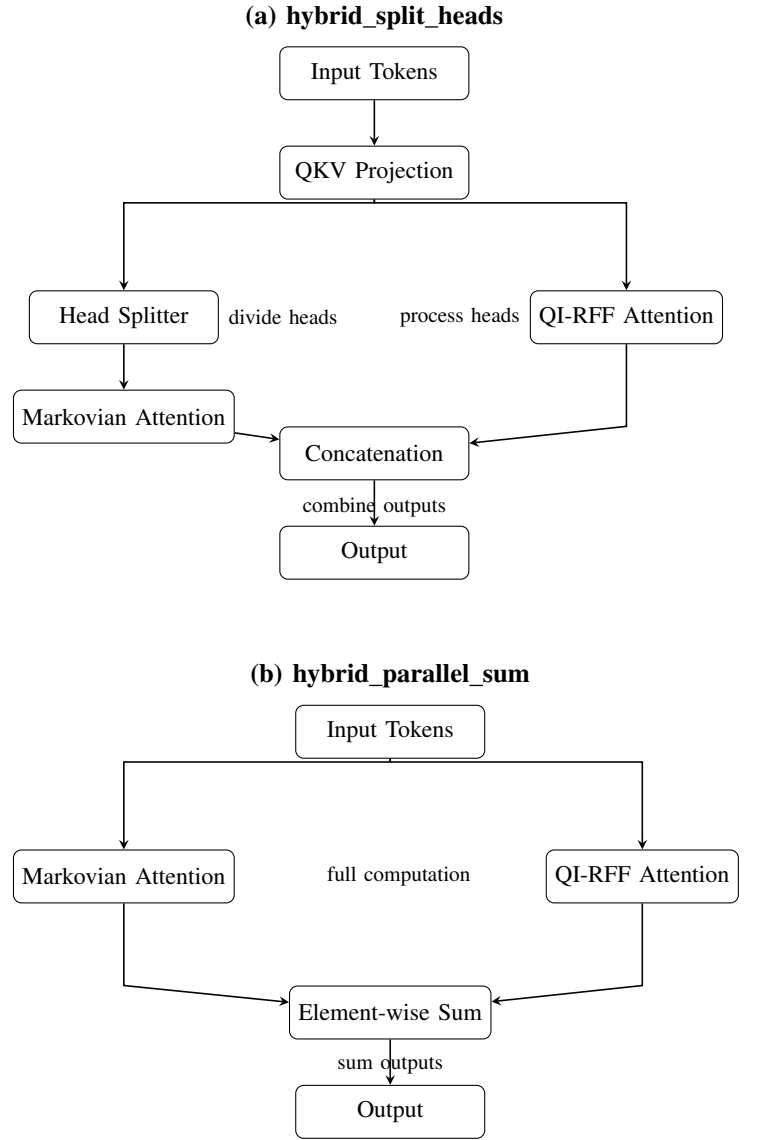 (a) hybrid_split_heads
Input Tokens
QKV Projection
Head Splitter
divide heads
process heads
QI-RFF Attention
Markovian Attention
Concatenation
combine outputs
Output
(b) hybrid_parallel_sum
Input Tokens
Markovian Attention
full computation
QI-RFF Attention
Element-wise Sum
sum outputs
Output